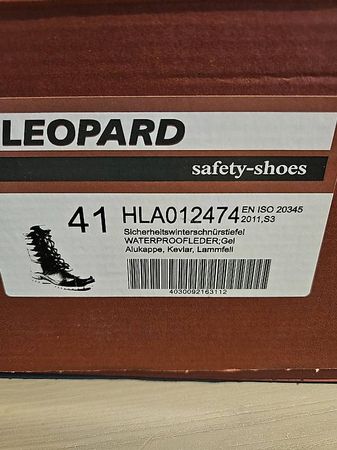 LEOPARD
safety-shoes
41 HLA012474 EN ISO 20345
2011,S3
Sicherheitswinterschnürstiefel
WATERPROOFLEDER;Gel
Alukappe, Kevlar, Lammfell
4030092163112